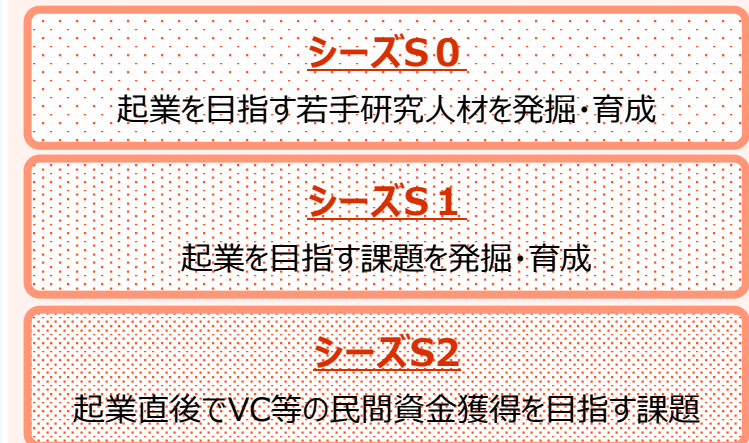 シーズS０
起業を目指す若手研究人材を発掘・育成
シーズS１
起業を目指す課題を発掘・育成
シーズS2
起業直後でVC等の民間資金獲得を目指す課題